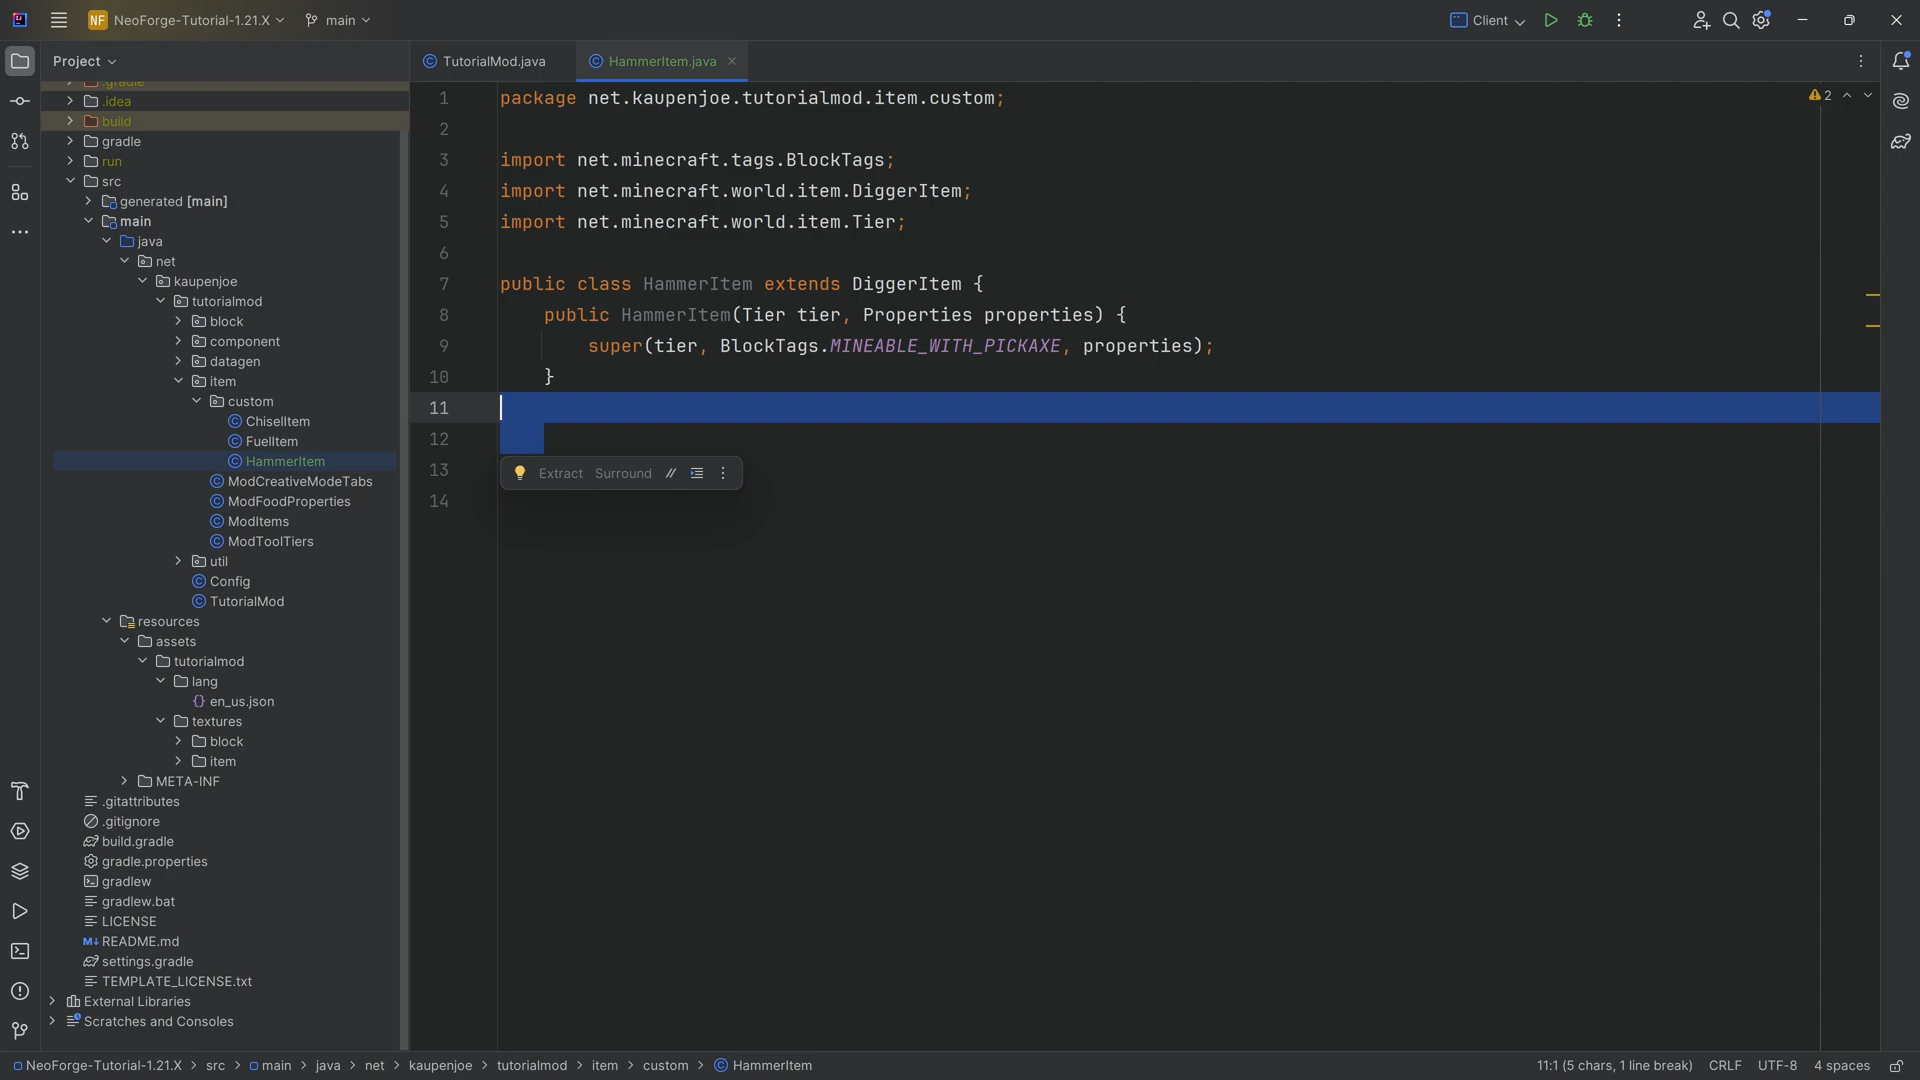 NF NeoForge-Tutorial-1.21.X main Client
Project
TutorialMod.java HammerItem.java
.gradle
.idea
build
gradle
run
src
generated [main]
main
java
net
kaupenjoe
tutorialmod
block
component
datagen
item
custom
ChiselItem
FuelItem
HammerItem
ModCreativeModeTabs
ModFoodProperties
ModItems
ModToolTiers
util
Config
TutorialMod
resources
assets
tutorialmod
lang
en_us.json
textures
block
item
META-INF
.gitattributes
.gitignore
build.gradle
gradle.properties
gradlew
gradlew.bat
LICENSE
README.md
settings.gradle
TEMPLATE_LICENSE.txt
External Libraries
Scratches and Consoles
1 package net.kaupenjoe.tutorialmod.item.custom;
2
3 import net.minecraft.tags.BlockTags;
4 import net.minecraft.world.item.DiggerItem;
5 import net.minecraft.world.item.Tier;
6
7 public class HammerItem extends DiggerItem {
8 public HammerItem(Tier tier, Properties properties) {
9 super(tier, BlockTags.MINEABLE_WITH_PICKAXE, properties);
10 }
11
12
13
14
Extract Surround //
2
NeoForge-Tutorial-1.21.X > src > main > java > net > kaupenjoe > tutorialmod > item > custom > HammerItem
11:1 (5 chars, 1 line break) CRLF UTF-8 4 spaces